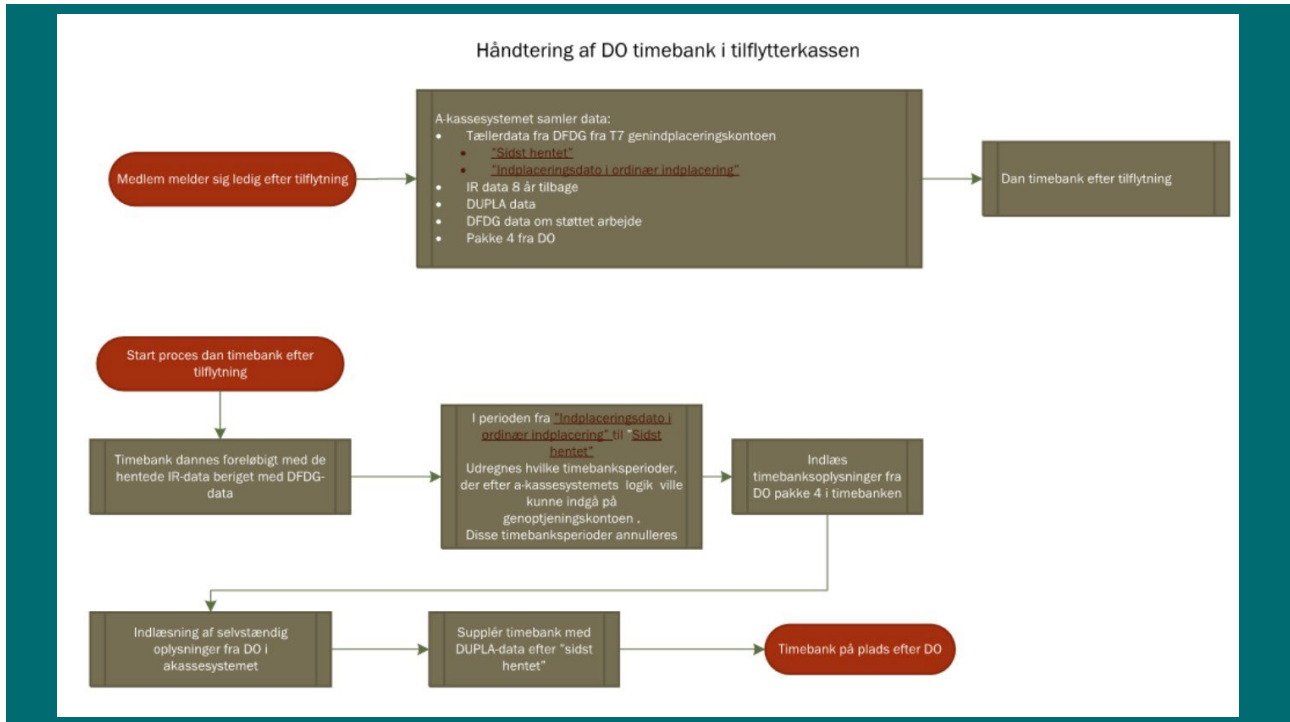 Håndtering af DO timebank i tilflytterkassen
Medlem melder sig ledig efter tilflytning
A-kassesystemet samler data:
• Tællerdata fra DFDG fra T7 genindplaceringskontoen
• "Sidst hentet"
• "Indplaceringsdato i ordinær indplacering"
• IR data 8 år tilbage
• DUPLA data
• DFDG data om støttet arbejde
• Pakke 4 fra DO
Dan timebank efter tilflytning
Start proces dan timebank efter
tilflytning
Timebank dannes foreløbigt med de
hentede IR-data beriget med DFDG-
data
I perioden fra "Indplaceringsdato i
ordinær indplacering" til "Sidst
hentet"
Udregnes hvilke timebanksperioder,
der efter a-kassesystemets logik ville
kunne indgå på
genoptjeningskontoen .
Disse timebanksperioder annulleres
Indlæs
timebanksoplysninger fra
DO pakke 4 i timebanken
Indlæsning af selvstændig
oplysninger fra DO i
akassesystemet
Supplér timebank med
DUPLA-data efter "sidst
hentet"
Timebank på plads efter DO